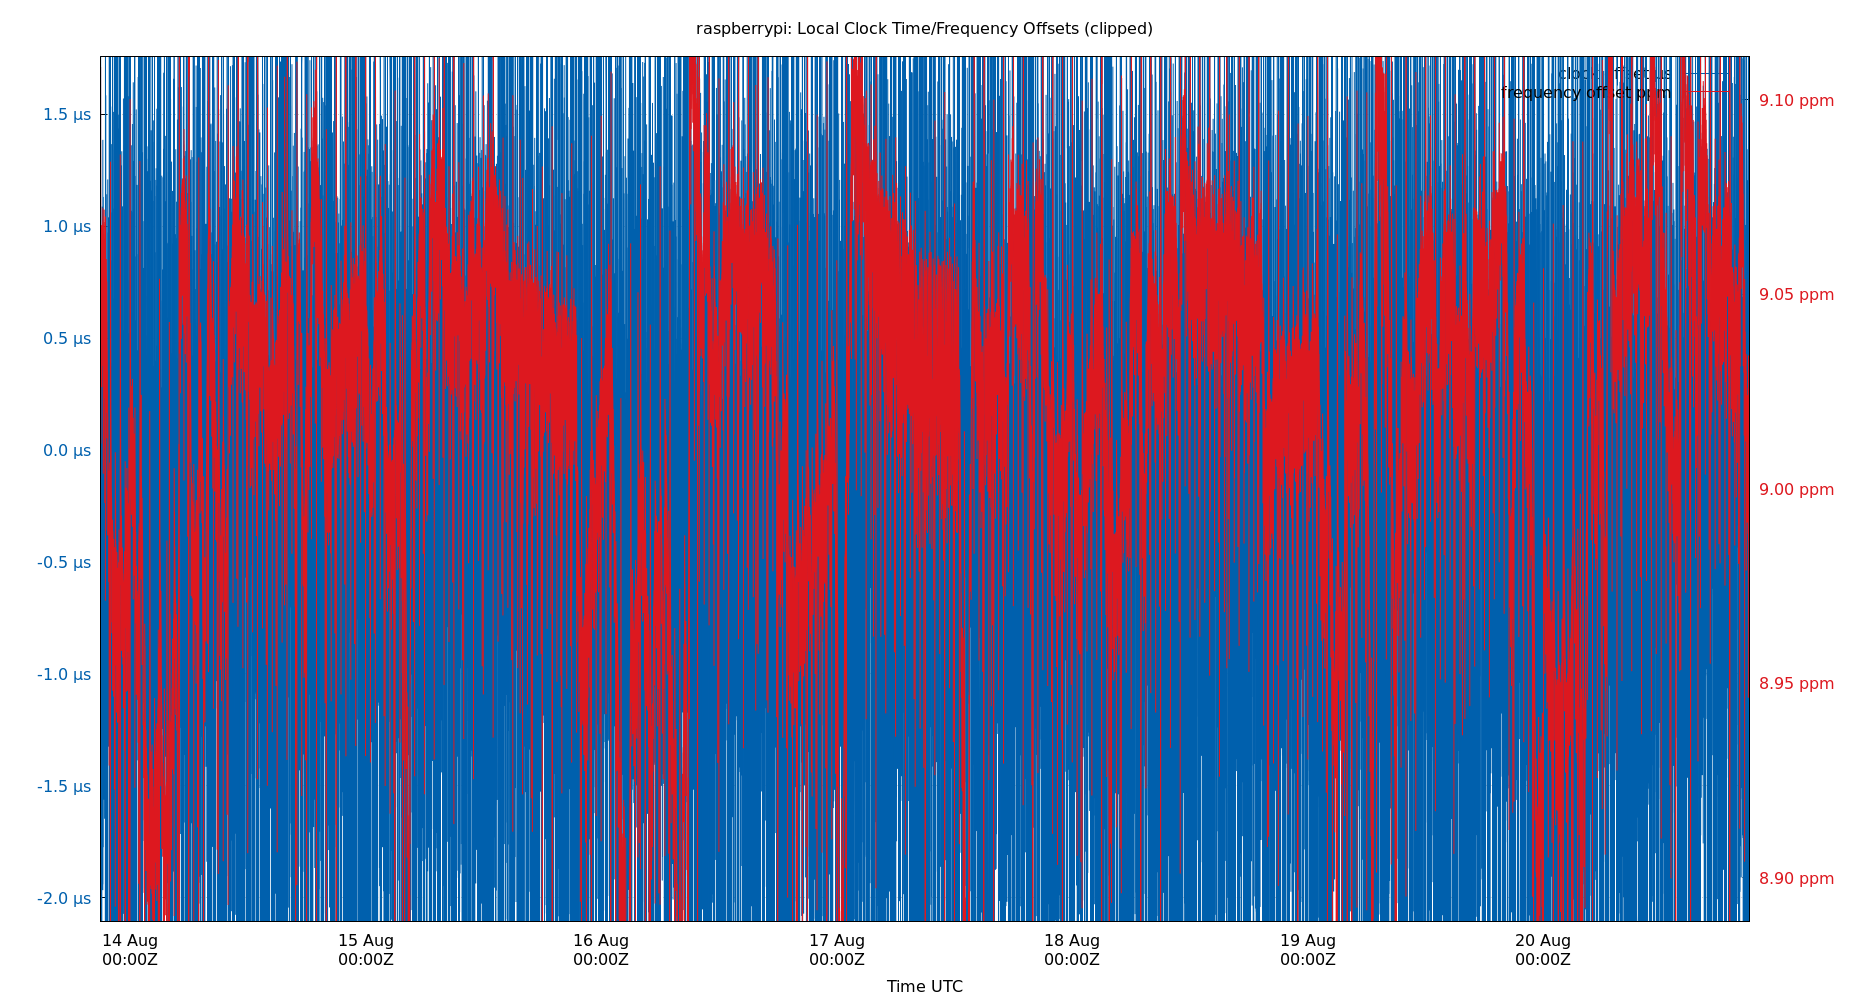 raspberrypi: Local Clock Time/Frequency Offsets (clipped)
clock offset us
frequency offset ppm
1.5 µs
1.0 µs
0.5 µs
0.0 µs
-0.5 µs
-1.0 µs
-1.5 µs
-2.0 µs
9.10 ppm
9.05 ppm
9.00 ppm
8.95 ppm
8.90 ppm
14 Aug
00:00Z
15 Aug
00:00Z
16 Aug
00:00Z
17 Aug
00:00Z
18 Aug
00:00Z
19 Aug
00:00Z
20 Aug
00:00Z
Time UTC